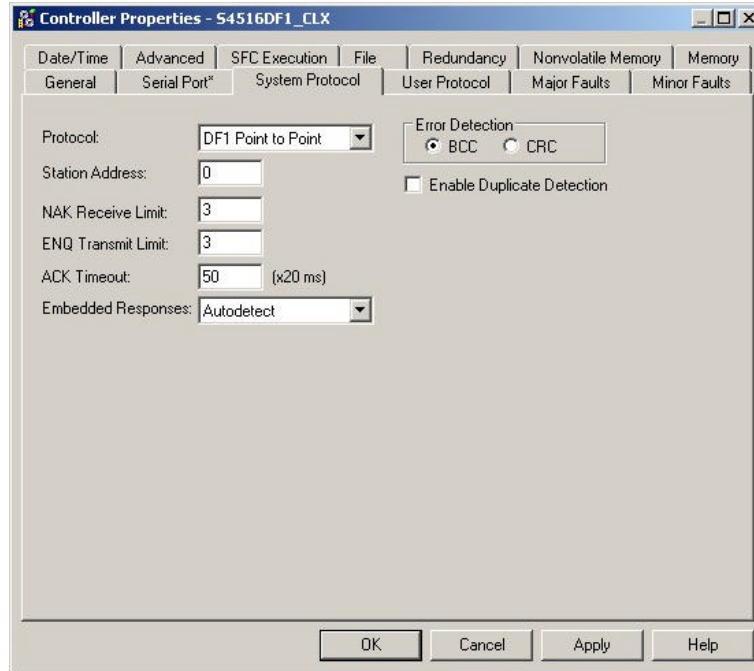 Controller Properties - S4516DF1_CLX
Date/Time Advanced SFC Execution File Redundancy Nonvolatile Memory Memory
General Serial Port* System Protocol User Protocol Major Faults Minor Faults
Protocol: DF1 Point to Point
Error Detection
BCC CRC
Station Address: 0
Enable Duplicate Detection
NAK Receive Limit: 3
ENQ Transmit Limit: 3
ACK Timeout: 50 (x20 ms)
Embedded Responses: Autodetect
OK Cancel Apply Help